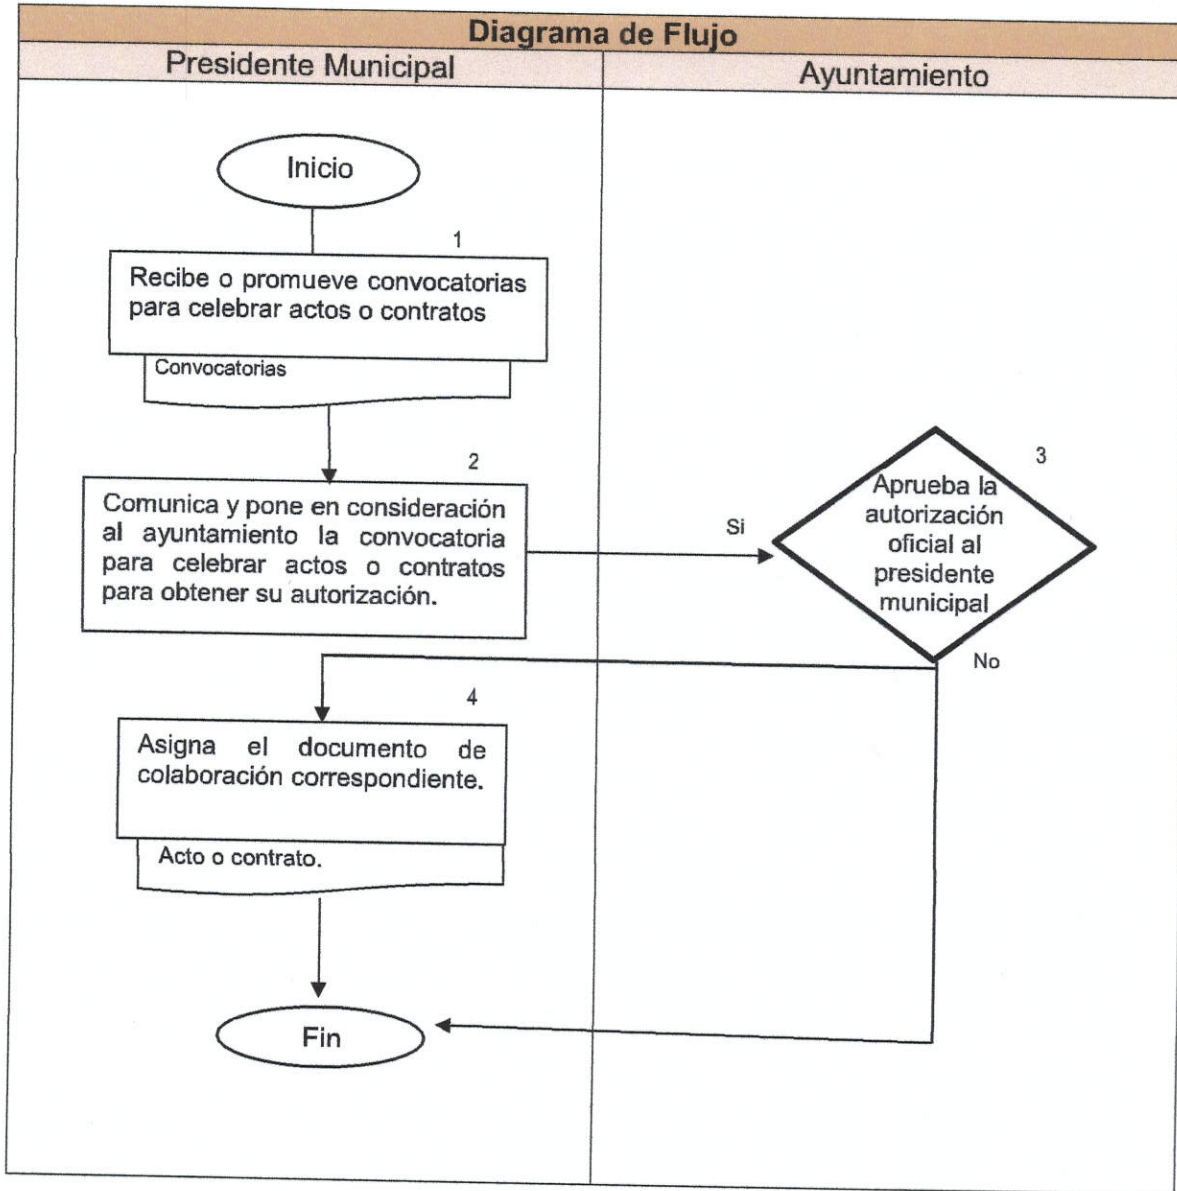 Diagrama de Flujo
Presidente Municipal
Ayuntamiento
Inicio
1
Recibe o promueve convocatorias
para celebrar actos o contratos
Convocatorias
2
Comunica y pone en consideración
al ayuntamiento la convocatoria
para celebrar actos o contratos
para obtener su autorización.
Si
3
Aprueba la
autorización
oficial al
presidente
municipal
No
4
Asigna el documento de
colaboración correspondiente.
Acto o contrato.
Fin